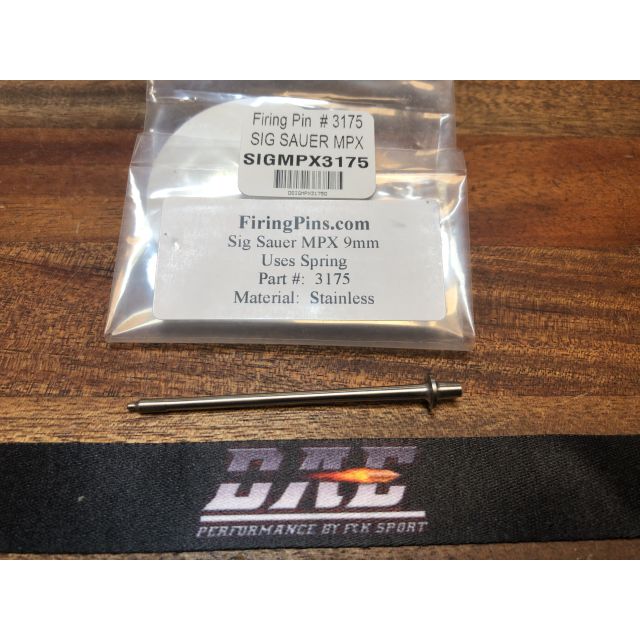 Firing Pin # 3175
SIG SAUER MPX
SIGMPX3175
FiringPins.com
Sig Sauer MPX 9mm
Uses Spring
Part #: 3175
Material: Stainless
PERFORMANCE BY FXK SPORT